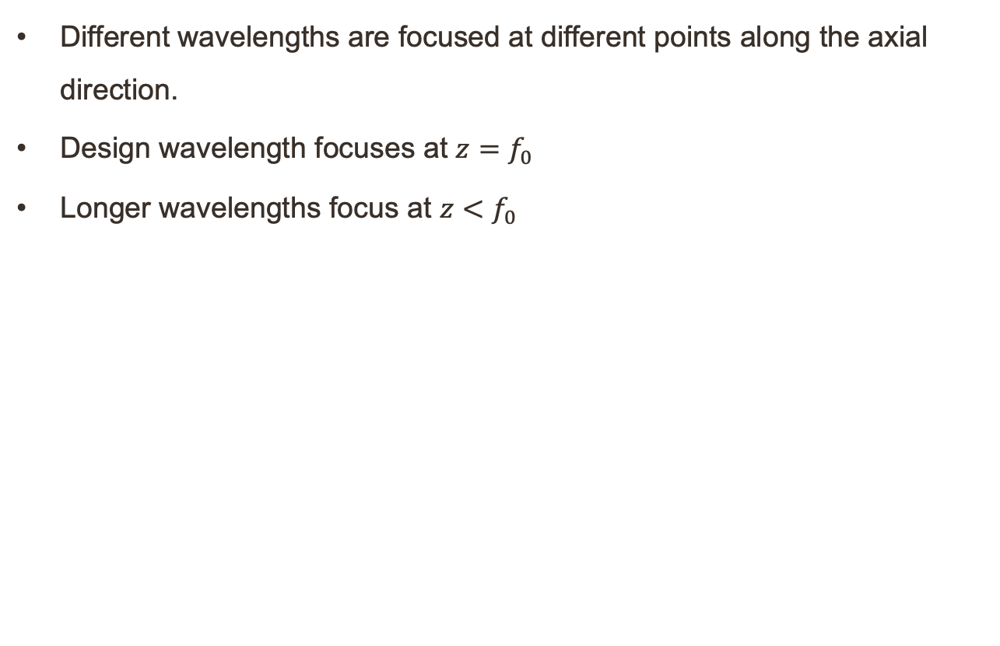 • Different wavelengths are focused at different points along the axial
direction.
• Design wavelength focuses at 𝑧 = 𝑓₀
• Longer wavelengths focus at 𝑧 < 𝑓₀